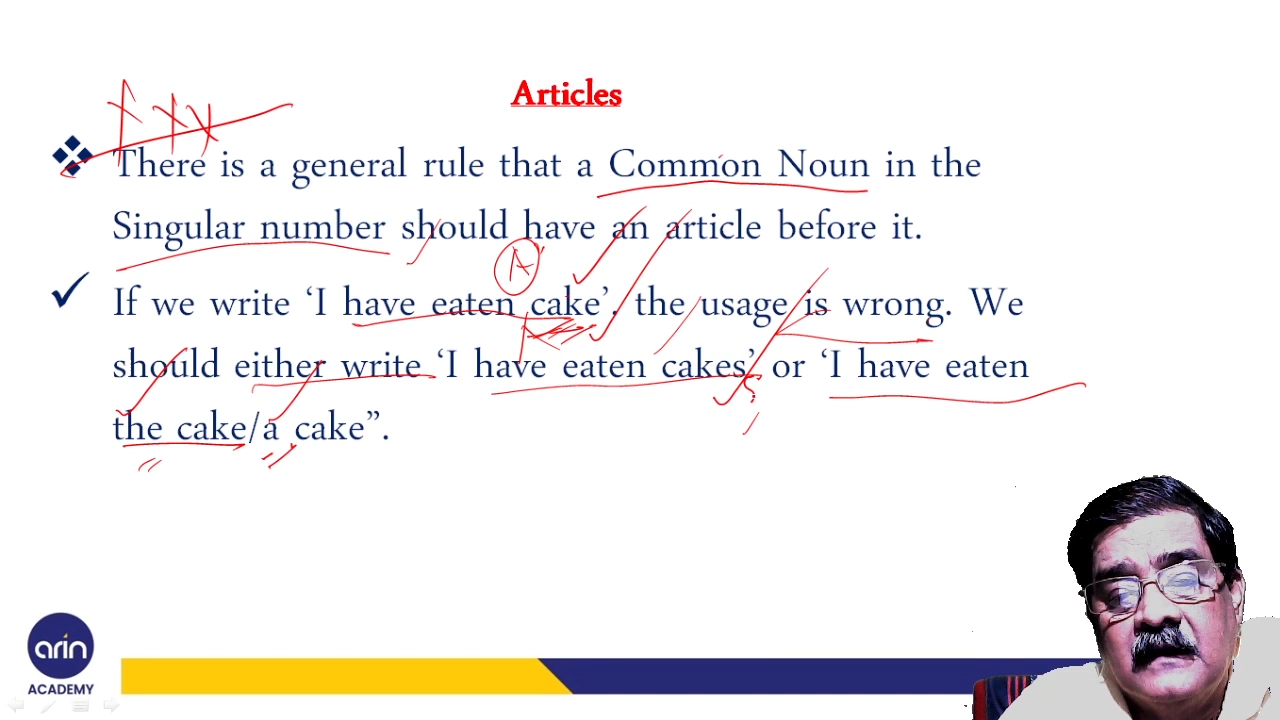 Articles
There is a general rule that a Common Noun in the
Singular number should have an article before it.
A
If we write ‘I have eaten cake’. the usage is wrong. We
should either write ‘I have eaten cakes’ or ‘I have eaten
the cake/a cake”.
arin
ACADEMY